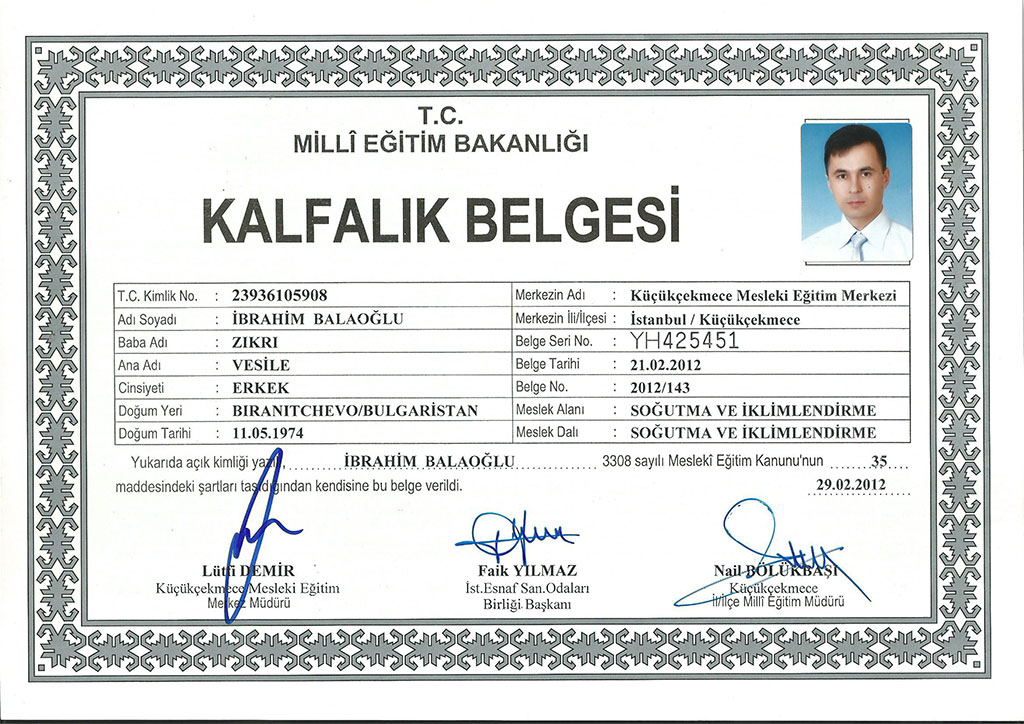 T.C.
MİLLÎ EĞİTİM BAKANLIĞI
KALFALIK BELGESİ
T.C. Kimlik No. : 23936105908
Adı Soyadı : İBRAHİM BALAOĞLU
Baba Adı : ZIKRI
Ana Adı : VESİLE
Cinsiyeti : ERKEK
Doğum Yeri : BIRANITCHEVO/BULGARİSTAN
Doğum Tarihi : 11.05.1974
Merkezin Adı : Küçükçekmece Mesleki Eğitim Merkezi
Merkezin İli/İlçesi : İstanbul / Küçükçekmece
Belge Seri No. : YH425451
Belge Tarihi : 21.02.2012
Belge No. : 2012/143
Meslek Alanı : SOĞUTMA VE İKLİMLENDİRME
Meslek Dalı : SOĞUTMA VE İKLİMLENDİRME
Yukarıda açık kimliği yazılı, İBRAHİM BALAOĞLU 3308 sayılı Meslekî Eğitim Kanunu'nun 35
maddesindeki şartları taşıdığından kendisine bu belge verildi. 29.02.2012
Lütfi DEMİR
Küçükçekmece Mesleki Eğitim
Merkez Müdürü
Faik YILMAZ
İst.Esnaf San.Odaları
Birliği Başkanı
Nail BÖLÜKBAŞI
Küçükçekmece
İl/İlçe Millî Eğitim Müdürü